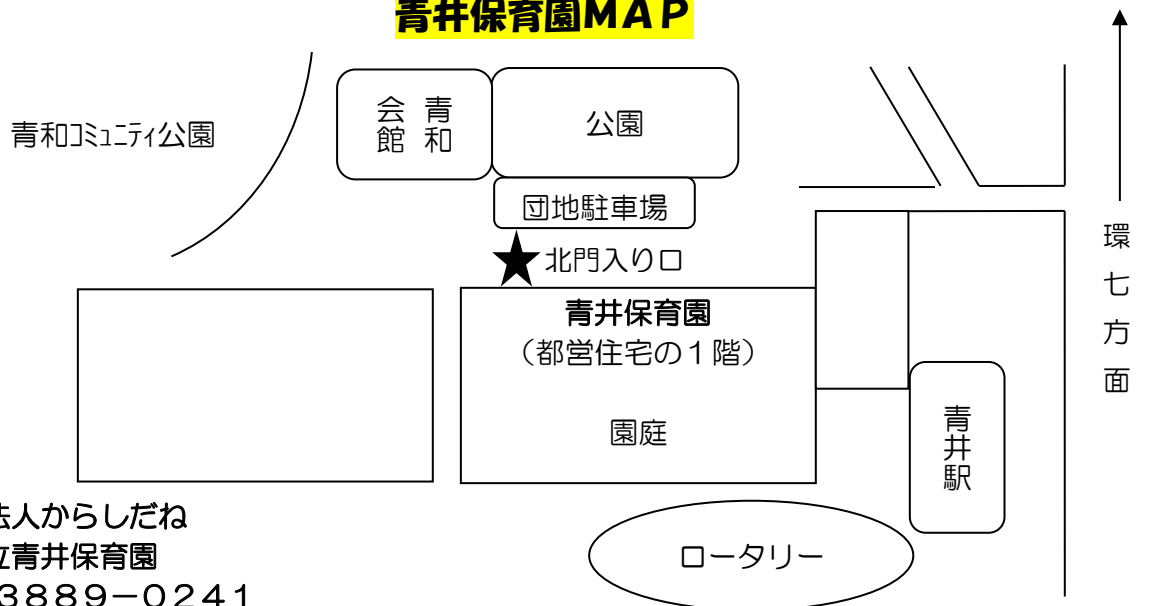 青井保育園MAP
青和ｺﾐｭﾆﾃｨ公園
青和
会館
公園
団地駐車場
★北門入り口
青井保育園
（都営住宅の１階）
園庭
環七方面
青井駅
ロータリー
法人からしだね
立青井保育園
3889－0241